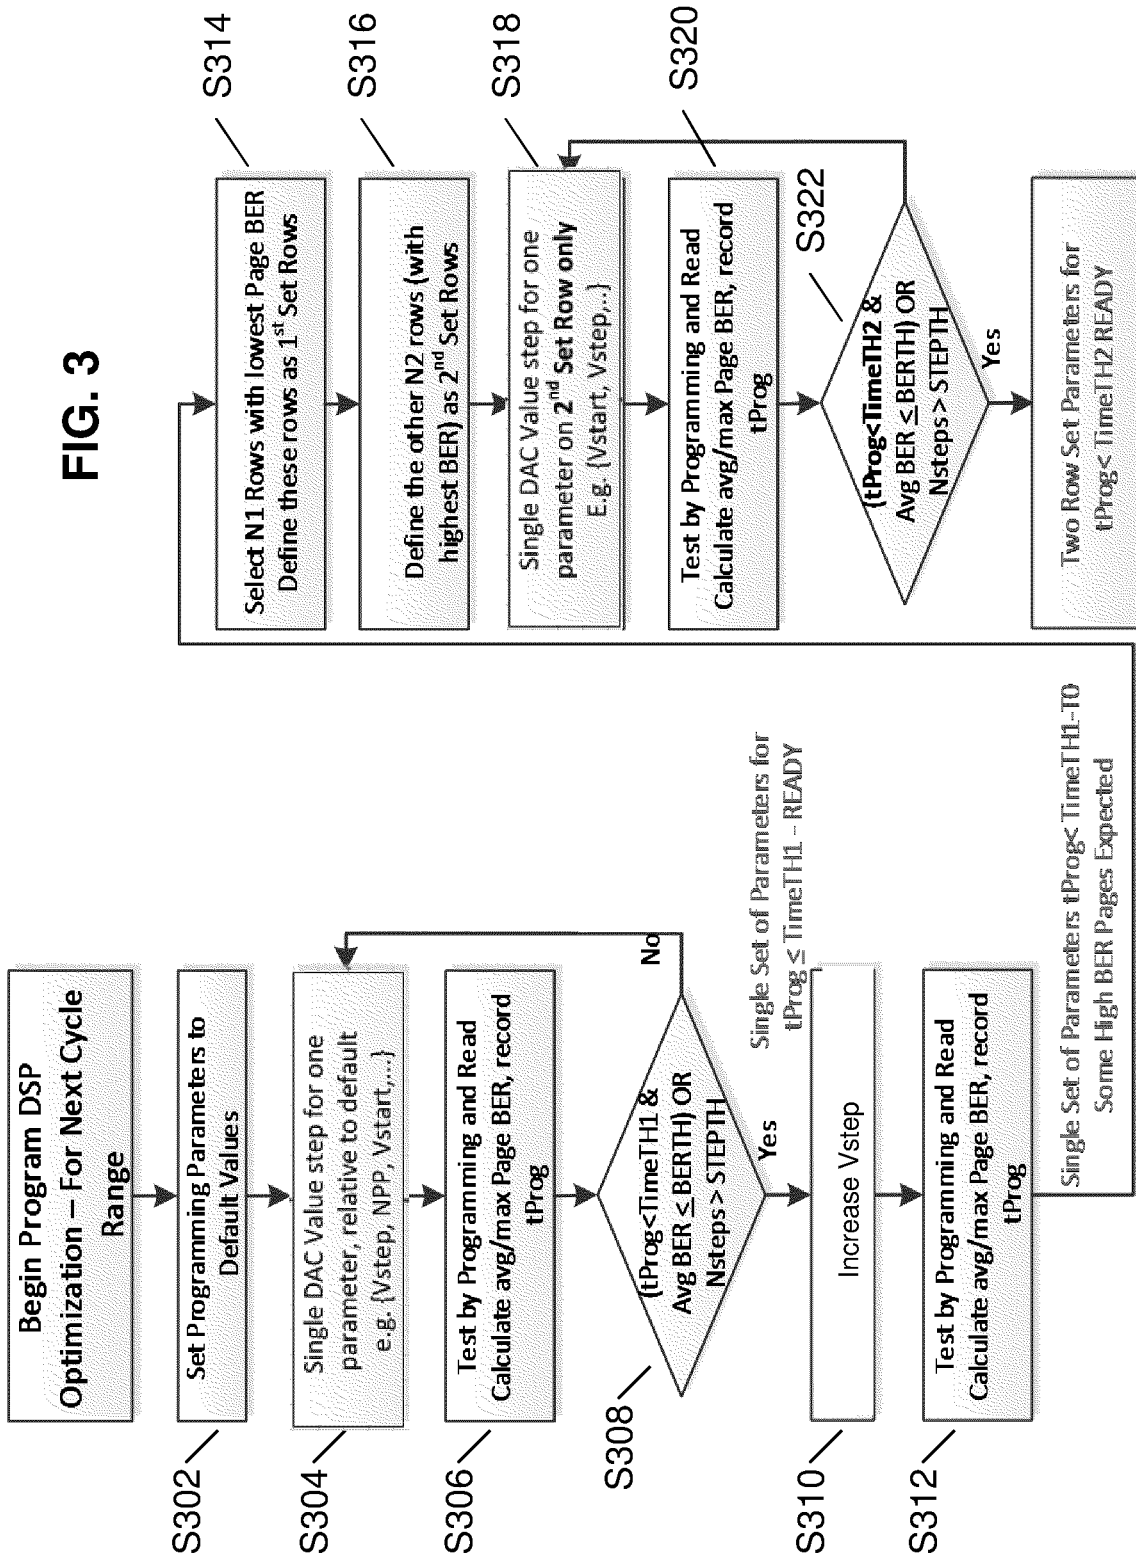 FIG. 3
Begin Program DSP
Optimization – For Next Cycle
Range
S302
Set Programming Parameters to
Default Values
S304
Single DAC Value step for one
parameter, relative to default
e.g. {Vstep, NPP, Vstart,...}
S306
Test by Programming and Read
Calculate avg/max Page BER, record
tProg
S308
(tProg<TimeTH1 &
Avg BER ≤ BERTH) OR
Nsteps > STEPTH
No
Yes
Single Set of Parameters for
tProg ≤ TimeTH1 - READY
S310
Increase Vstep
S312
Test by Programming and Read
Calculate avg/max Page BER, record
tProg
Single Set of Parameters tProg< TimeTH1-T0
Some High BER Pages Expected
S314
Select N1 Rows with lowest Page BER
Define these rows as 1st Set Rows
S316
Define the other N2 rows (with
highest BER) as 2nd Set Rows
S318
Single DAC Value step for one
parameter on 2nd Set Row only
E.g. {Vstart, Vstep,..}
S320
Test by Programming and Read
Calculate avg/max Page BER, record
tProg
S322
(tProg<TimeTH2 &
Avg BER ≤ BERTH) OR
Nsteps > STEPTH
Yes
Two Row Set Parameters for
tProg< TimeTH2 READY